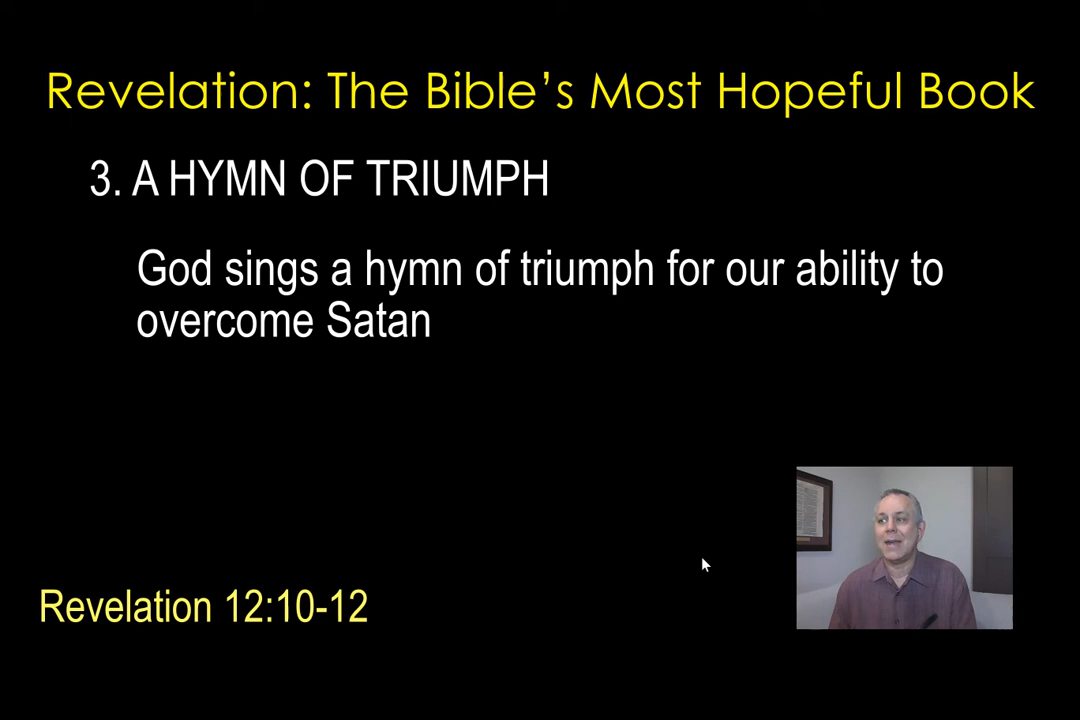 Revelation: The Bible’s Most Hopeful Book
3. A HYMN OF TRIUMPH
God sings a hymn of triumph for our ability to
overcome Satan
Revelation 12:10-12